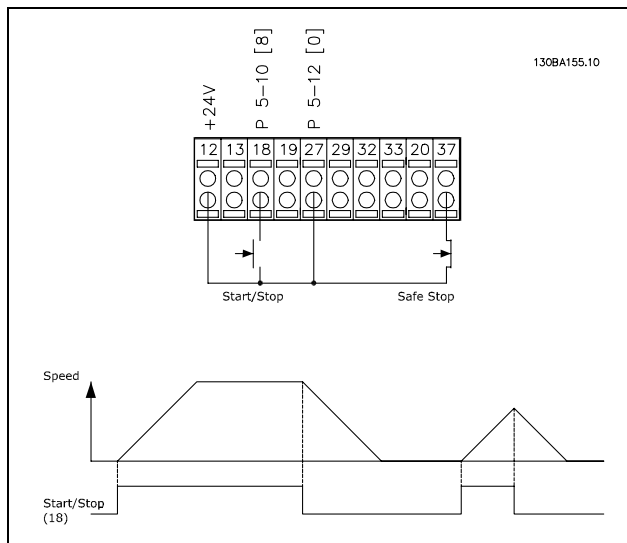 130BA155.10
+24V
P 5-10 [8]
P 5-12 [0]
12 13 18 19 27 29 32 33 20 37
Start/Stop
Safe Stop
Speed
Start/Stop
(18)